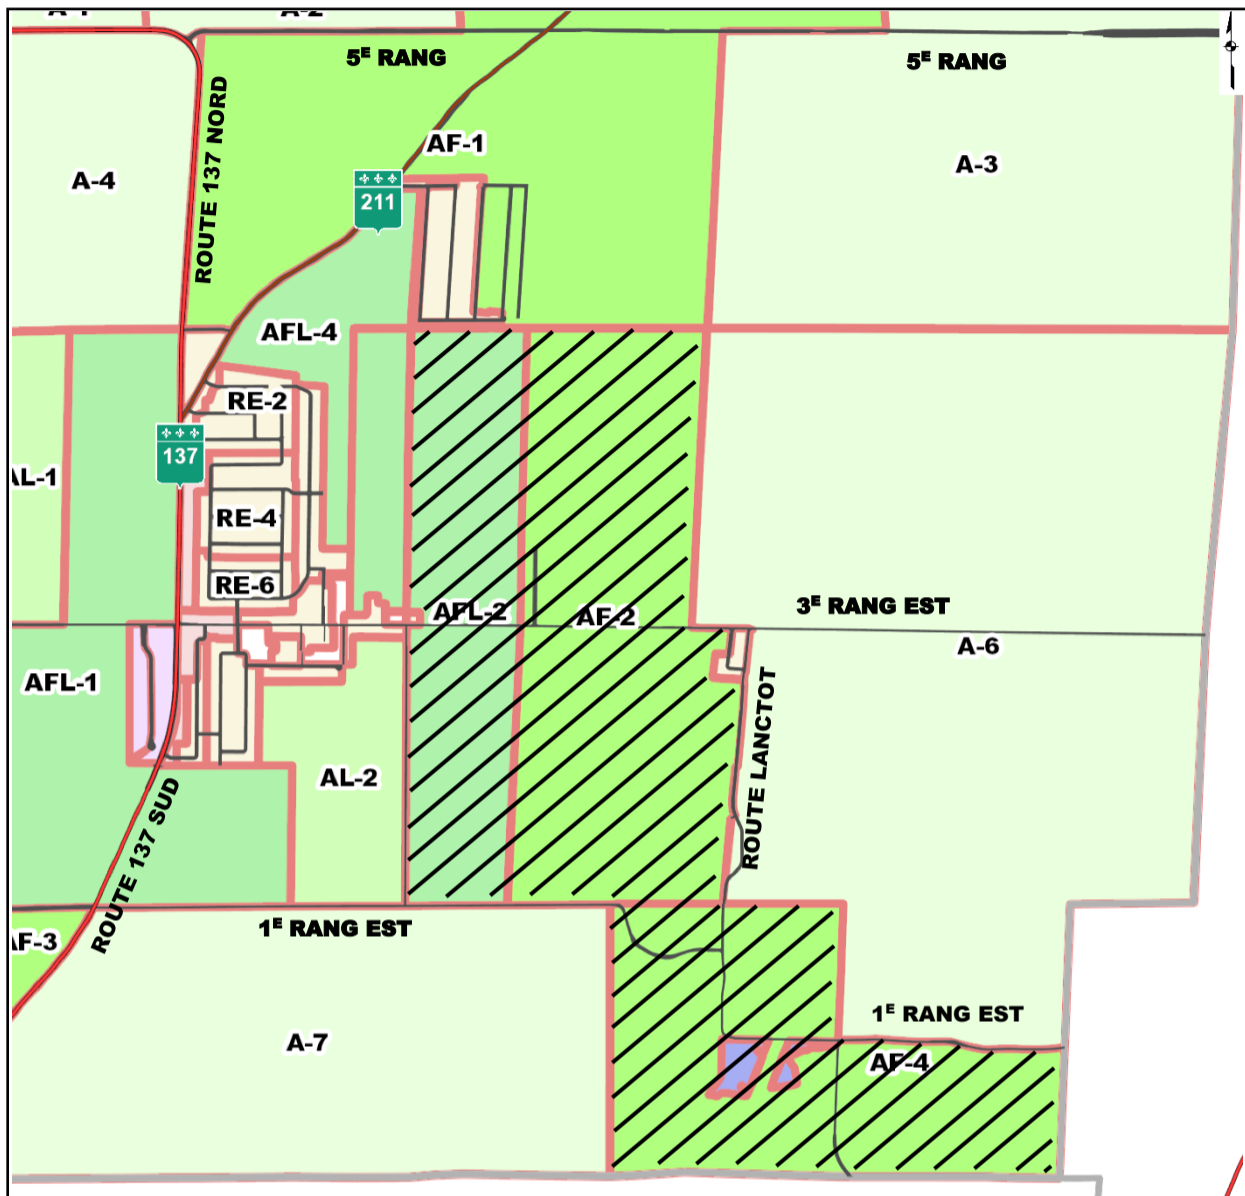 A-1
A-2
5E RANG
5E RANG
ROUTE 137 NORD
AF-1
A-3
A-4
211
AFL-4
RE-2
137
AL-1
RE-4
RE-6
3E RANG EST
AFL-2
AF-2
A-6
AFL-1
ROUTE LANCTOT
AL-2
ROUTE 137 SUD
1E RANG EST
AF-3
1E RANG EST
A-7
AF-4